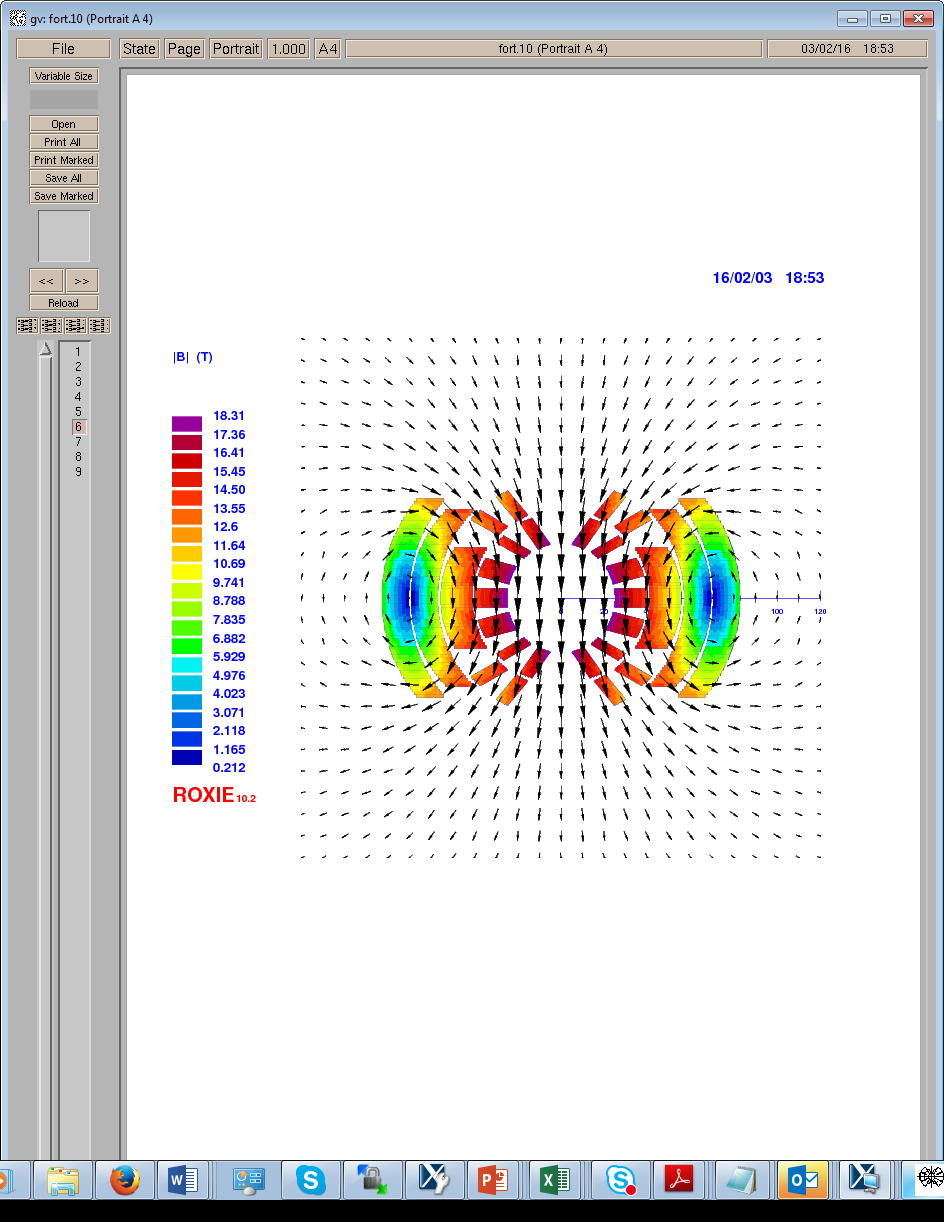 gv: fort.10 (Portrait A 4)
File State Page Portrait 1.000 A4 fort.10 (Portrait A 4) 03/02/16 18:53
Variable Size
Open
Print All
Print Marked
Save All
Save Marked
<< >>
Reload
1
2
3
4
5
6
7
8
9
16/02/03 18:53
|B| (T)
18.31
17.36
16.41
15.45
14.50
13.55
12.6
11.64
10.69
9.741
8.788
7.835
6.882
5.929
4.976
4.023
3.071
2.118
1.165
0.212
ROXIE 10.2
100 120